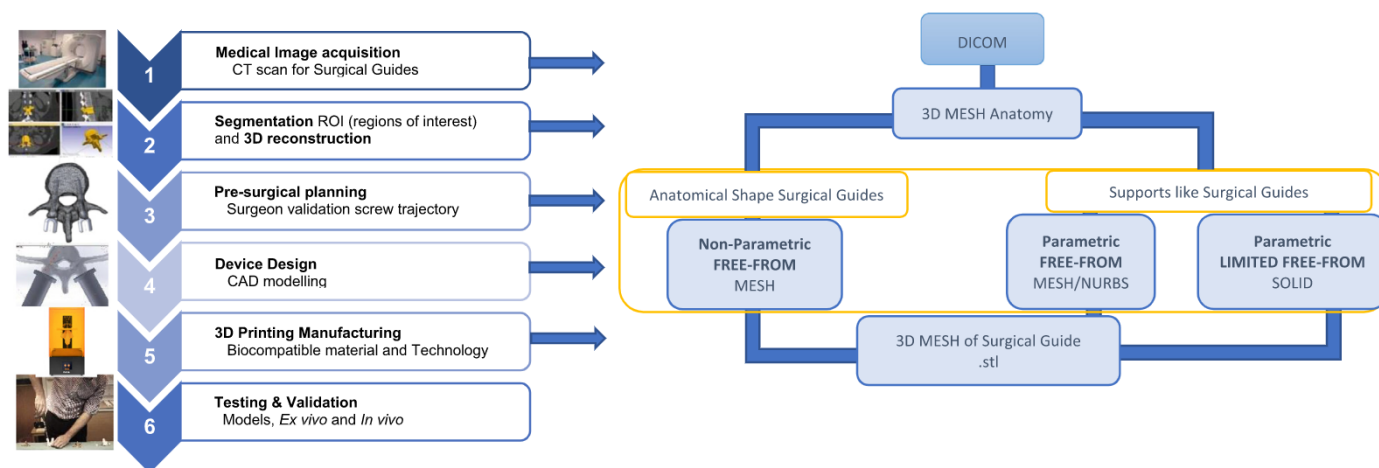 1
Medical Image acquisition
CT scan for Surgical Guides
2
Segmentation ROI (regions of interest)
and 3D reconstruction
3
Pre-surgical planning
Surgeon validation screw trajectory
4
Device Design
CAD modelling
5
3D Printing Manufacturing
Biocompatible material and Technology
6
Testing & Validation
Models, Ex vivo and In vivo
DICOM
3D MESH Anatomy
Anatomical Shape Surgical Guides
Supports like Surgical Guides
Non-Parametric
FREE-FROM
MESH
Parametric
FREE-FROM
MESH/NURBS
Parametric
LIMITED FREE-FROM
SOLID
3D MESH of Surgical Guide
.stl